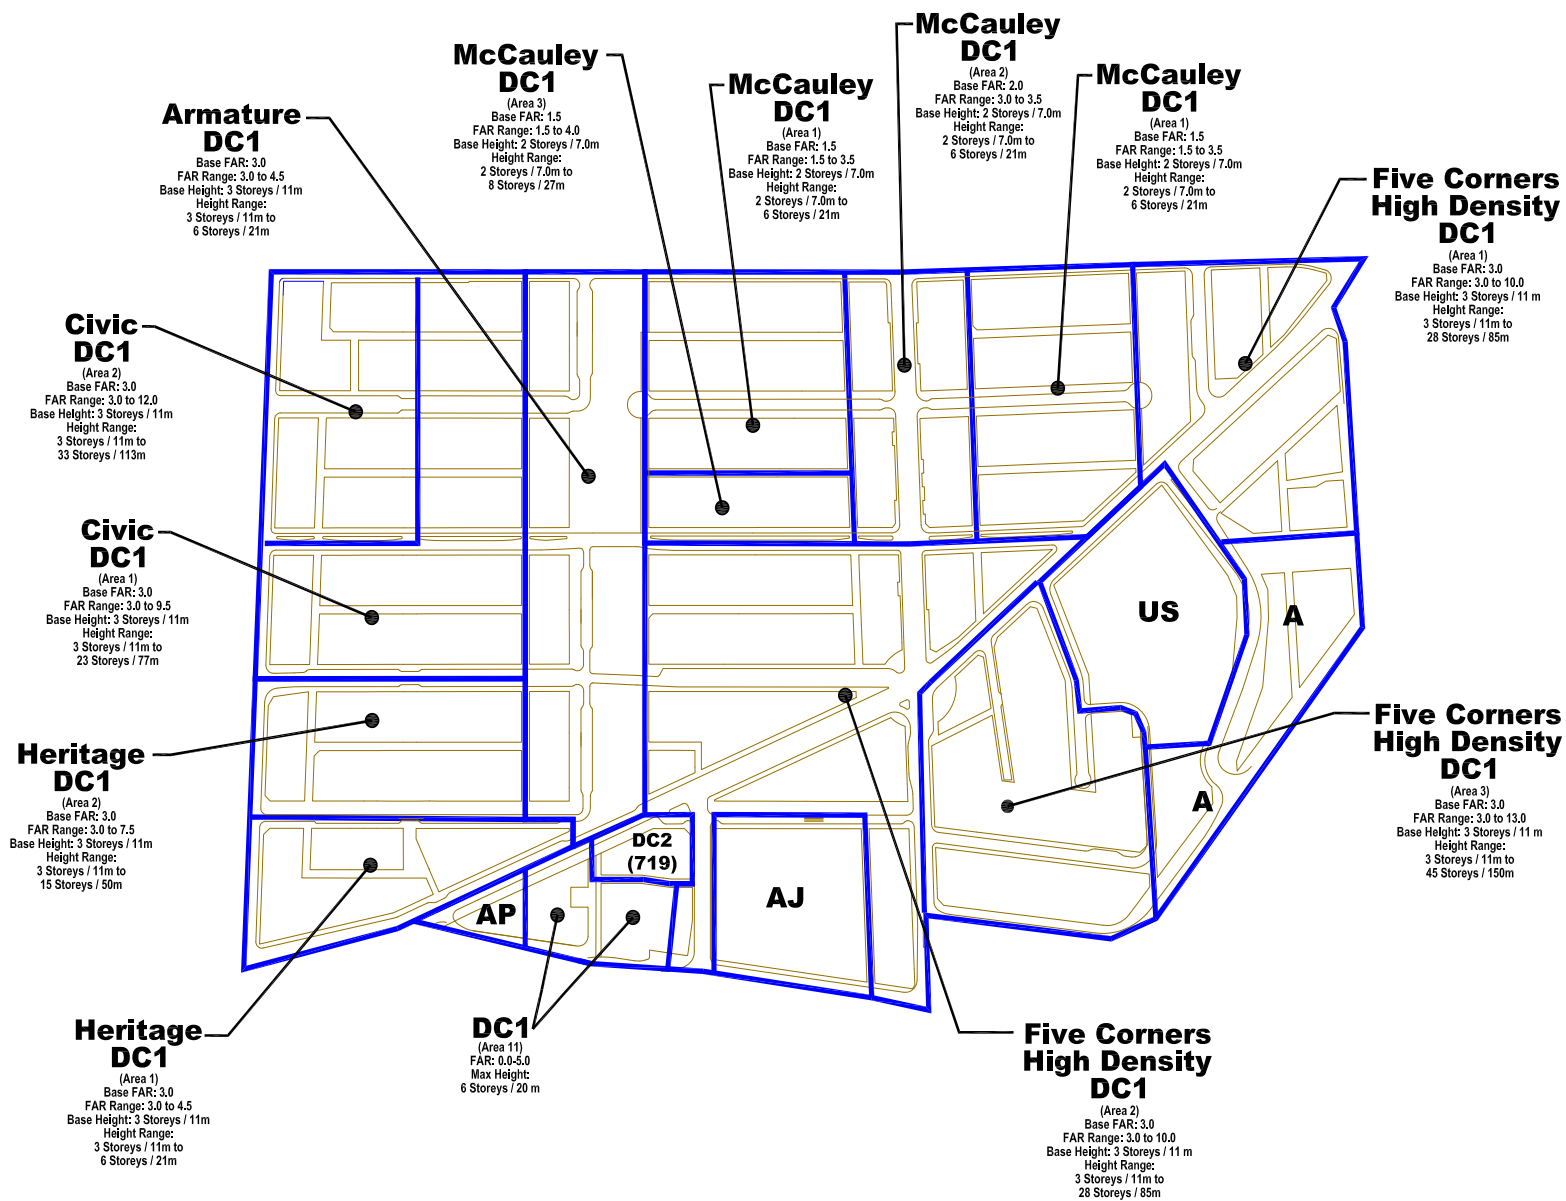 McCauley
DC1
(Area 2)
Base FAR: 2.0
FAR Range: 3.0 to 3.5
Base Height: 2 Storeys / 7.0m
Height Range:
2 Storeys / 7.0m to
6 Storeys / 21m
McCauley
DC1
(Area 3)
Base FAR: 1.5
FAR Range: 1.5 to 4.0
Base Height: 2 Storeys / 7.0m
Height Range:
2 Storeys / 7.0m to
8 Storeys / 27m
McCauley
DC1
(Area 1)
Base FAR: 1.5
FAR Range: 1.5 to 3.5
Base Height: 2 Storeys / 7.0m
Height Range:
2 Storeys / 7.0m to
6 Storeys / 21m
McCauley
DC1
(Area 1)
Base FAR: 1.5
FAR Range: 1.5 to 3.5
Base Height: 2 Storeys / 7.0m
Height Range:
2 Storeys / 7.0m to
6 Storeys / 21m
Armature
DC1
Base FAR: 3.0
FAR Range: 3.0 to 4.5
Base Height: 3 Storeys / 11m
Height Range:
3 Storeys / 11m to
6 Storeys / 21m
Five Corners
High Density
DC1
(Area 1)
Base FAR: 3.0
FAR Range: 3.0 to 10.0
Base Height: 3 Storeys / 11 m
Height Range:
3 Storeys / 11m to
28 Storeys / 85m
Civic
DC1
(Area 2)
Base FAR: 3.0
FAR Range: 3.0 to 12.0
Base Height: 3 Storeys / 11m
Height Range:
3 Storeys / 11m to
33 Storeys / 113m
Civic
DC1
(Area 1)
Base FAR: 3.0
FAR Range: 3.0 to 9.5
Base Height: 3 Storeys / 11m
Height Range:
3 Storeys / 11m to
23 Storeys / 77m
US
A
A
Heritage
DC1
(Area 2)
Base FAR: 3.0
FAR Range: 3.0 to 7.5
Base Height: 3 Storeys / 11m
Height Range:
3 Storeys / 11m to
15 Storeys / 50m
Five Corners
High Density
DC1
(Area 3)
Base FAR: 3.0
FAR Range: 3.0 to 13.0
Base Height: 3 Storeys / 11 m
Height Range:
3 Storeys / 11m to
45 Storeys / 150m
DC2
(719)
AP
AJ
Heritage
DC1
(Area 1)
Base FAR: 3.0
FAR Range: 3.0 to 4.5
Base Height: 3 Storeys / 11m
Height Range:
3 Storeys / 11m to
6 Storeys / 21m
DC1
(Area 11)
FAR: 0.0-5.0
Max Height:
6 Storeys / 20 m
Five Corners
High Density
DC1
(Area 2)
Base FAR: 3.0
FAR Range: 3.0 to 10.0
Base Height: 3 Storeys / 11 m
Height Range:
3 Storeys / 11m to
28 Storeys / 85m